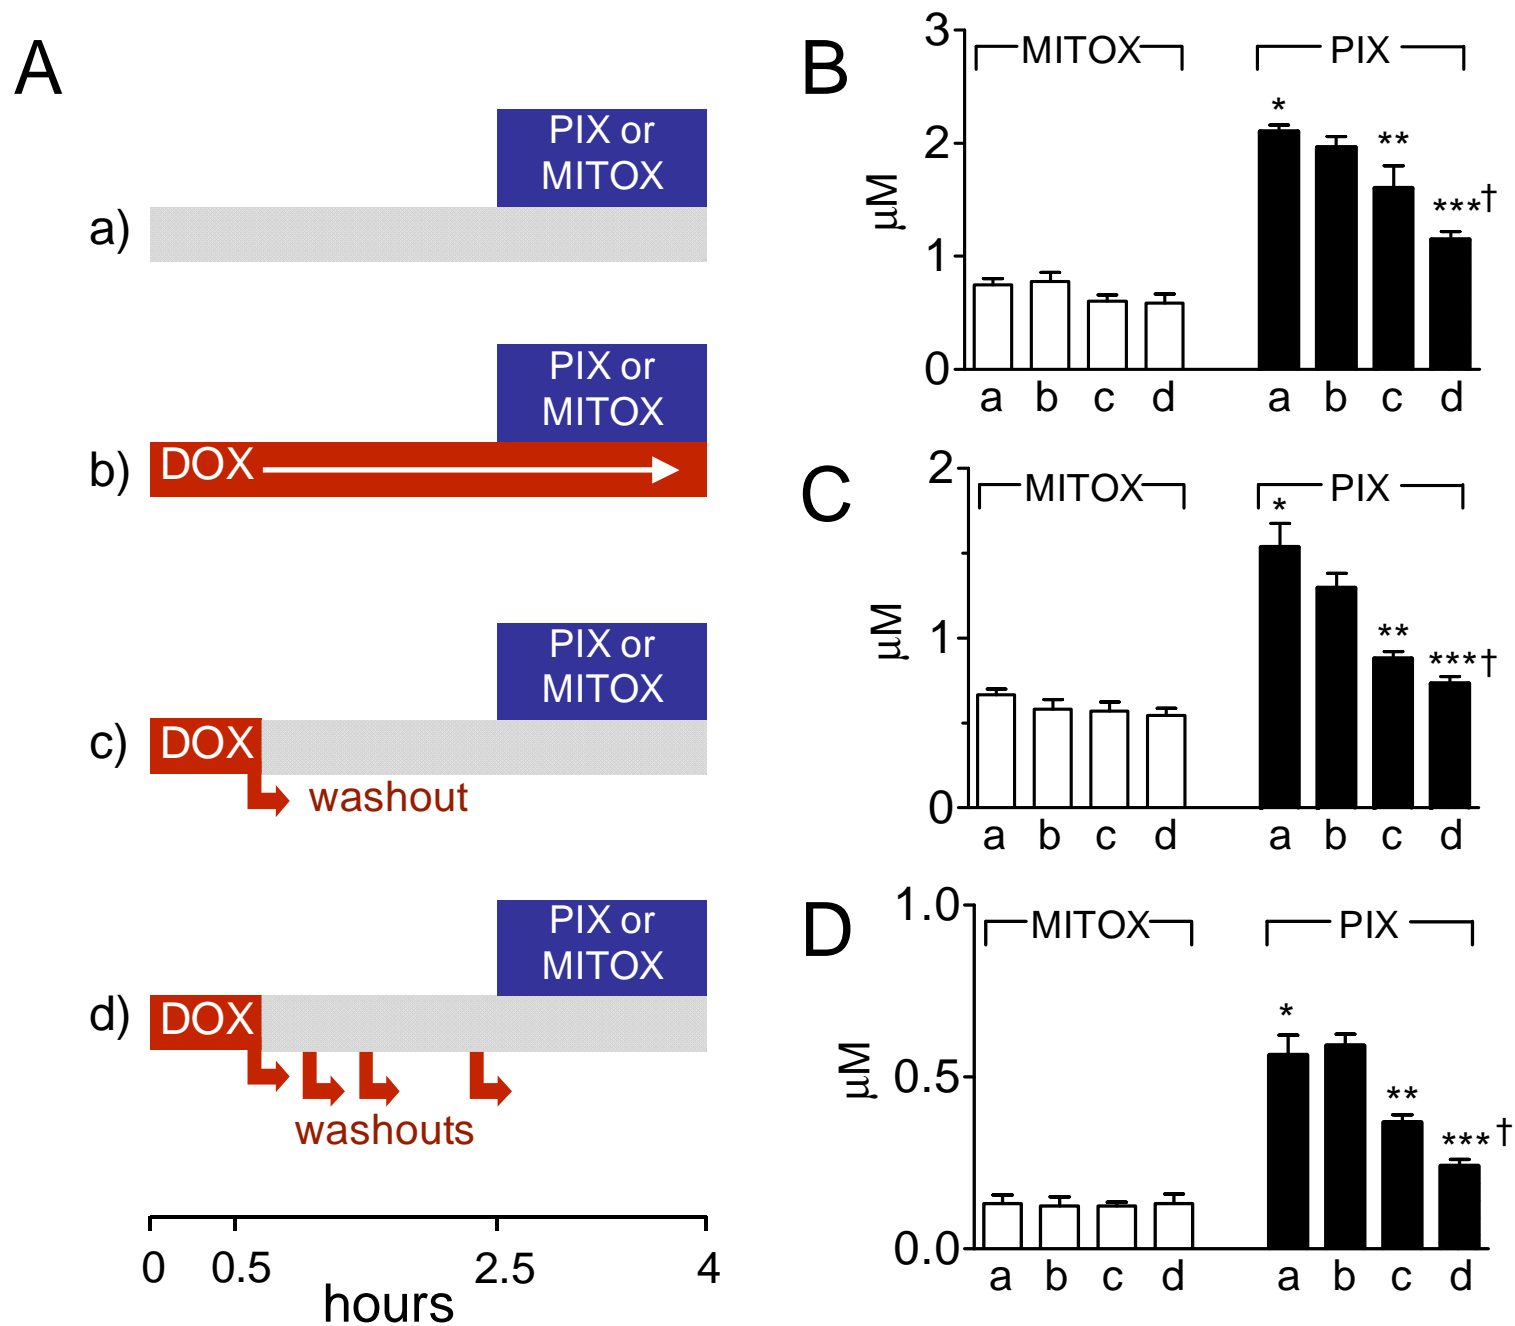 A
PIX or
MITOX
a)
PIX or
MITOX
b)
DOX
PIX or
MITOX
c)
DOX
washout
PIX or
MITOX
d)
DOX
washouts
0 0.5 2.5 4
hours
B
3
2
1
0
µM
MITOX PIX
*
**
***†
a b c d a b c d
C
2
1
0
µM
MITOX PIX
*
**
***†
a b c d a b c d
D
1.0
0.5
0.0
µM
MITOX PIX
*
**
***†
a b c d a b c d